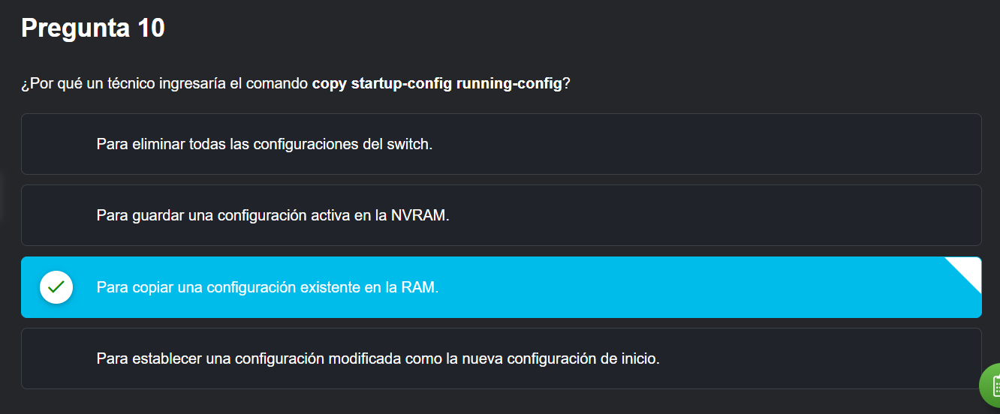 Pregunta 10
¿Por qué un técnico ingresaría el comando copy startup-config running-config?
Para eliminar todas las configuraciones del switch.
Para guardar una configuración activa en la NVRAM.
Para copiar una configuración existente en la RAM.
Para establecer una configuración modificada como la nueva configuración de inicio.